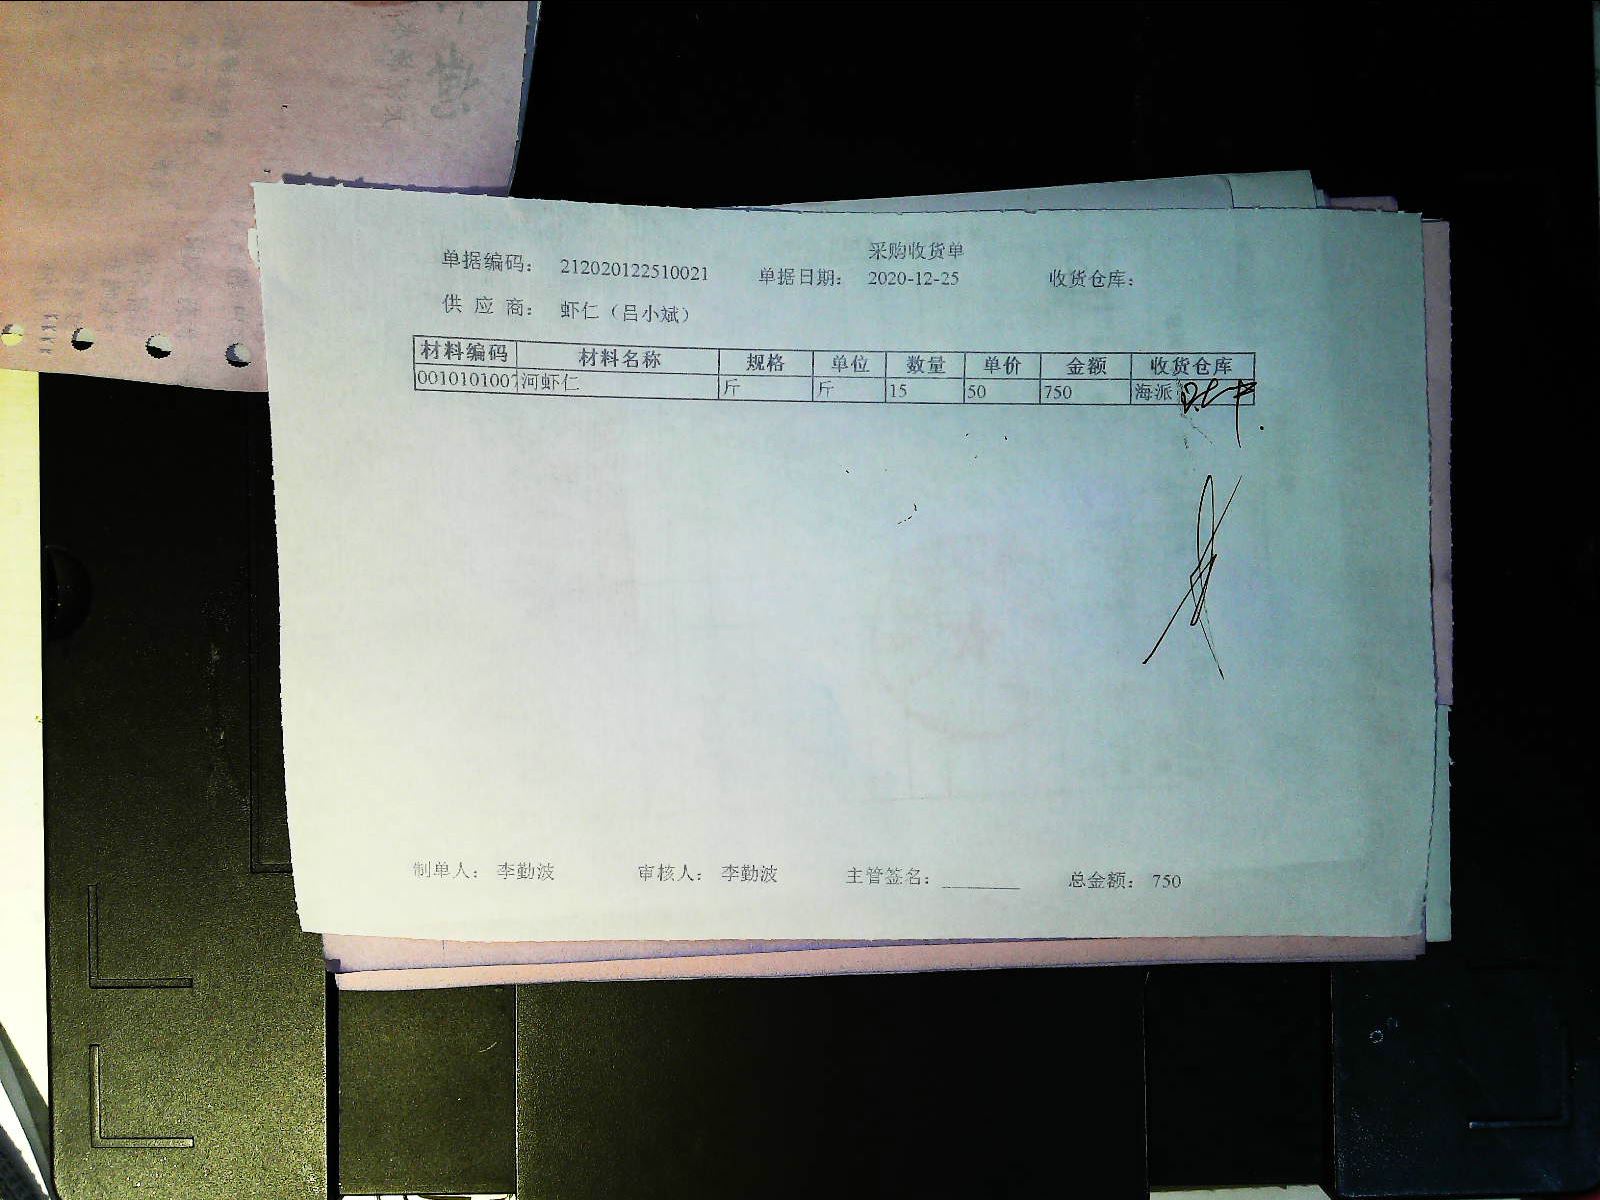 采购收货单
单据编码： 212020122510021 单据日期： 2020-12-25 收货仓库：
供 应 商： 虾仁（吕小斌）
材料编码 材料名称 规格 单位 数量 单价 金额 收货仓库
0010101007 河虾仁 斤 斤 15 50 750 海派
制单人： 李勤波 审核人： 李勤波 主管签名：________ 总金额： 750